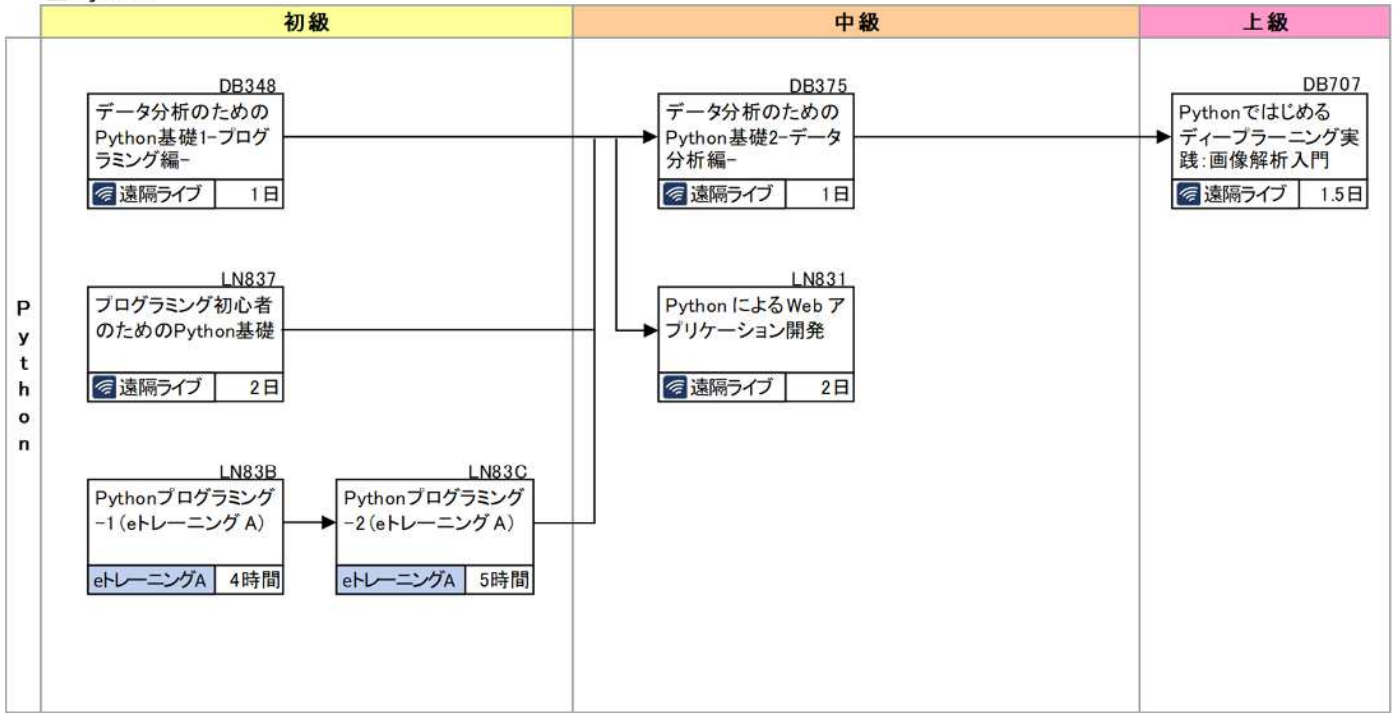 初級
中級
上級
Python
DB348
データ分析のための
Python基礎1-プログ
ラミング編-
遠隔ライブ 1日
DB375
データ分析のための
Python基礎2-データ
分析編-
遠隔ライブ 1日
DB707
Pythonではじめる
ディープラーニング実
践:画像解析入門
遠隔ライブ 1.5日
LN837
プログラミング初心者
のためのPython基礎
遠隔ライブ 2日
LN831
Python によるWeb ア
プリケーション開発
遠隔ライブ 2日
LN83B
Pythonプログラミング
-1(eトレーニング A)
eトレーニングA 4時間
LN83C
Pythonプログラミング
-2(eトレーニング A)
eトレーニングA 5時間